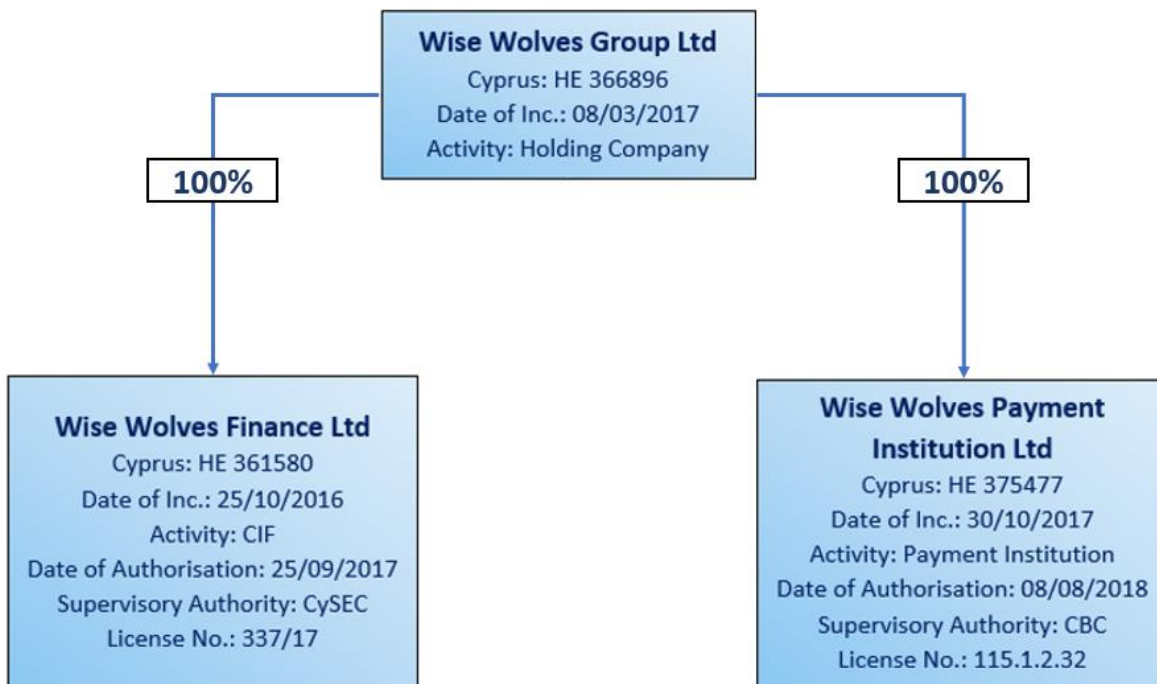 Wise Wolves Group Ltd
Cyprus: HE 366896
Date of Inc.: 08/03/2017
Activity: Holding Company
100%
100%
Wise Wolves Finance Ltd
Cyprus: HE 361580
Date of Inc.: 25/10/2016
Activity: CIF
Date of Authorisation: 25/09/2017
Supervisory Authority: CySEC
License No.: 337/17
Wise Wolves Payment
Institution Ltd
Cyprus: HE 375477
Date of Inc.: 30/10/2017
Activity: Payment Institution
Date of Authorisation: 08/08/2018
Supervisory Authority: CBC
License No.: 115.1.2.32